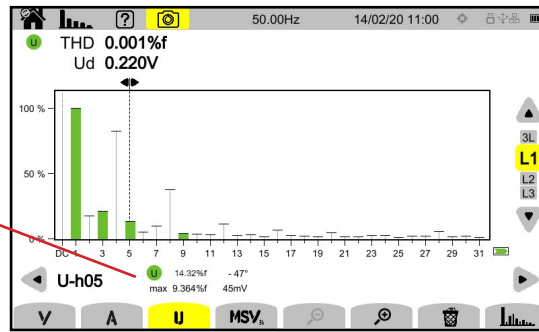 50.00Hz 14/02/20 11:00
U THD 0.001%f
Ud 0.220V
100 %
50 %
0 %
DC 1 3 5 7 9 11 13 15 17 19 21 23 25 27 29 31
3L
L1
L2
L3
U-h05 U 14.32%f - 47°
max 9.364%f 45mV
V A U MSV